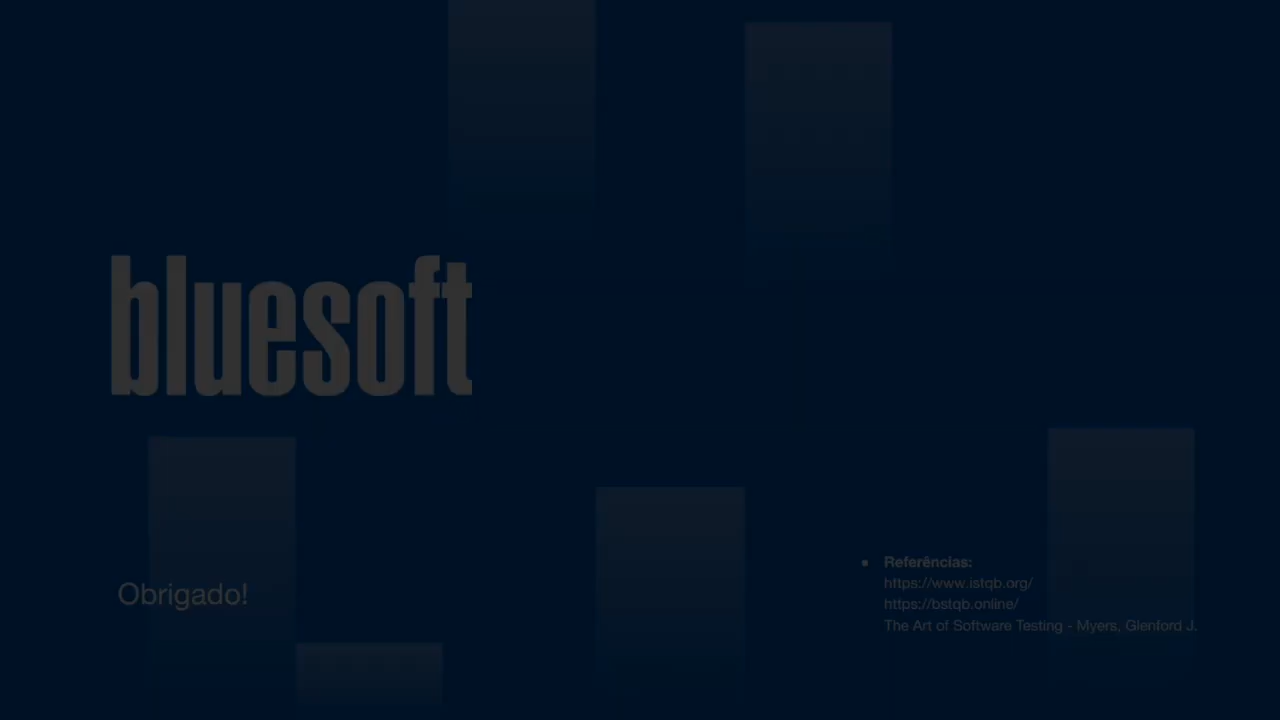 bluesoft
Obrigado!
▪ Referências:
https://www.istqb.org/
https://bstqb.online/
The Art of Software Testing - Myers, Glenford J.